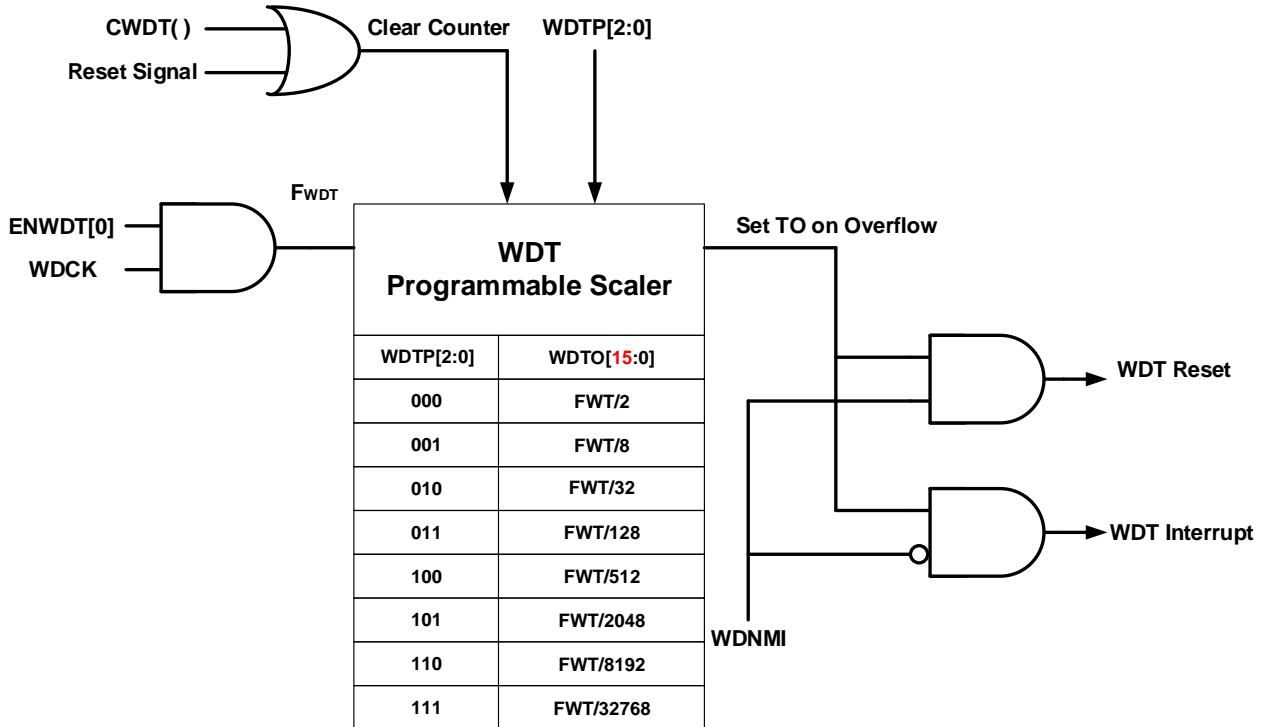 CWDT( )
Clear Counter
WDTP[2:0]
Reset Signal
FWDT
ENWDT[0]
WDCK
WDT
Programmable Scaler
Set TO on Overflow
WDTP[2:0] WDTO[15:0]
000 FWT/2
001 FWT/8
010 FWT/32
011 FWT/128
100 FWT/512
101 FWT/2048
110 FWT/8192
111 FWT/32768
WDT Reset
WDT Interrupt
WDNMI